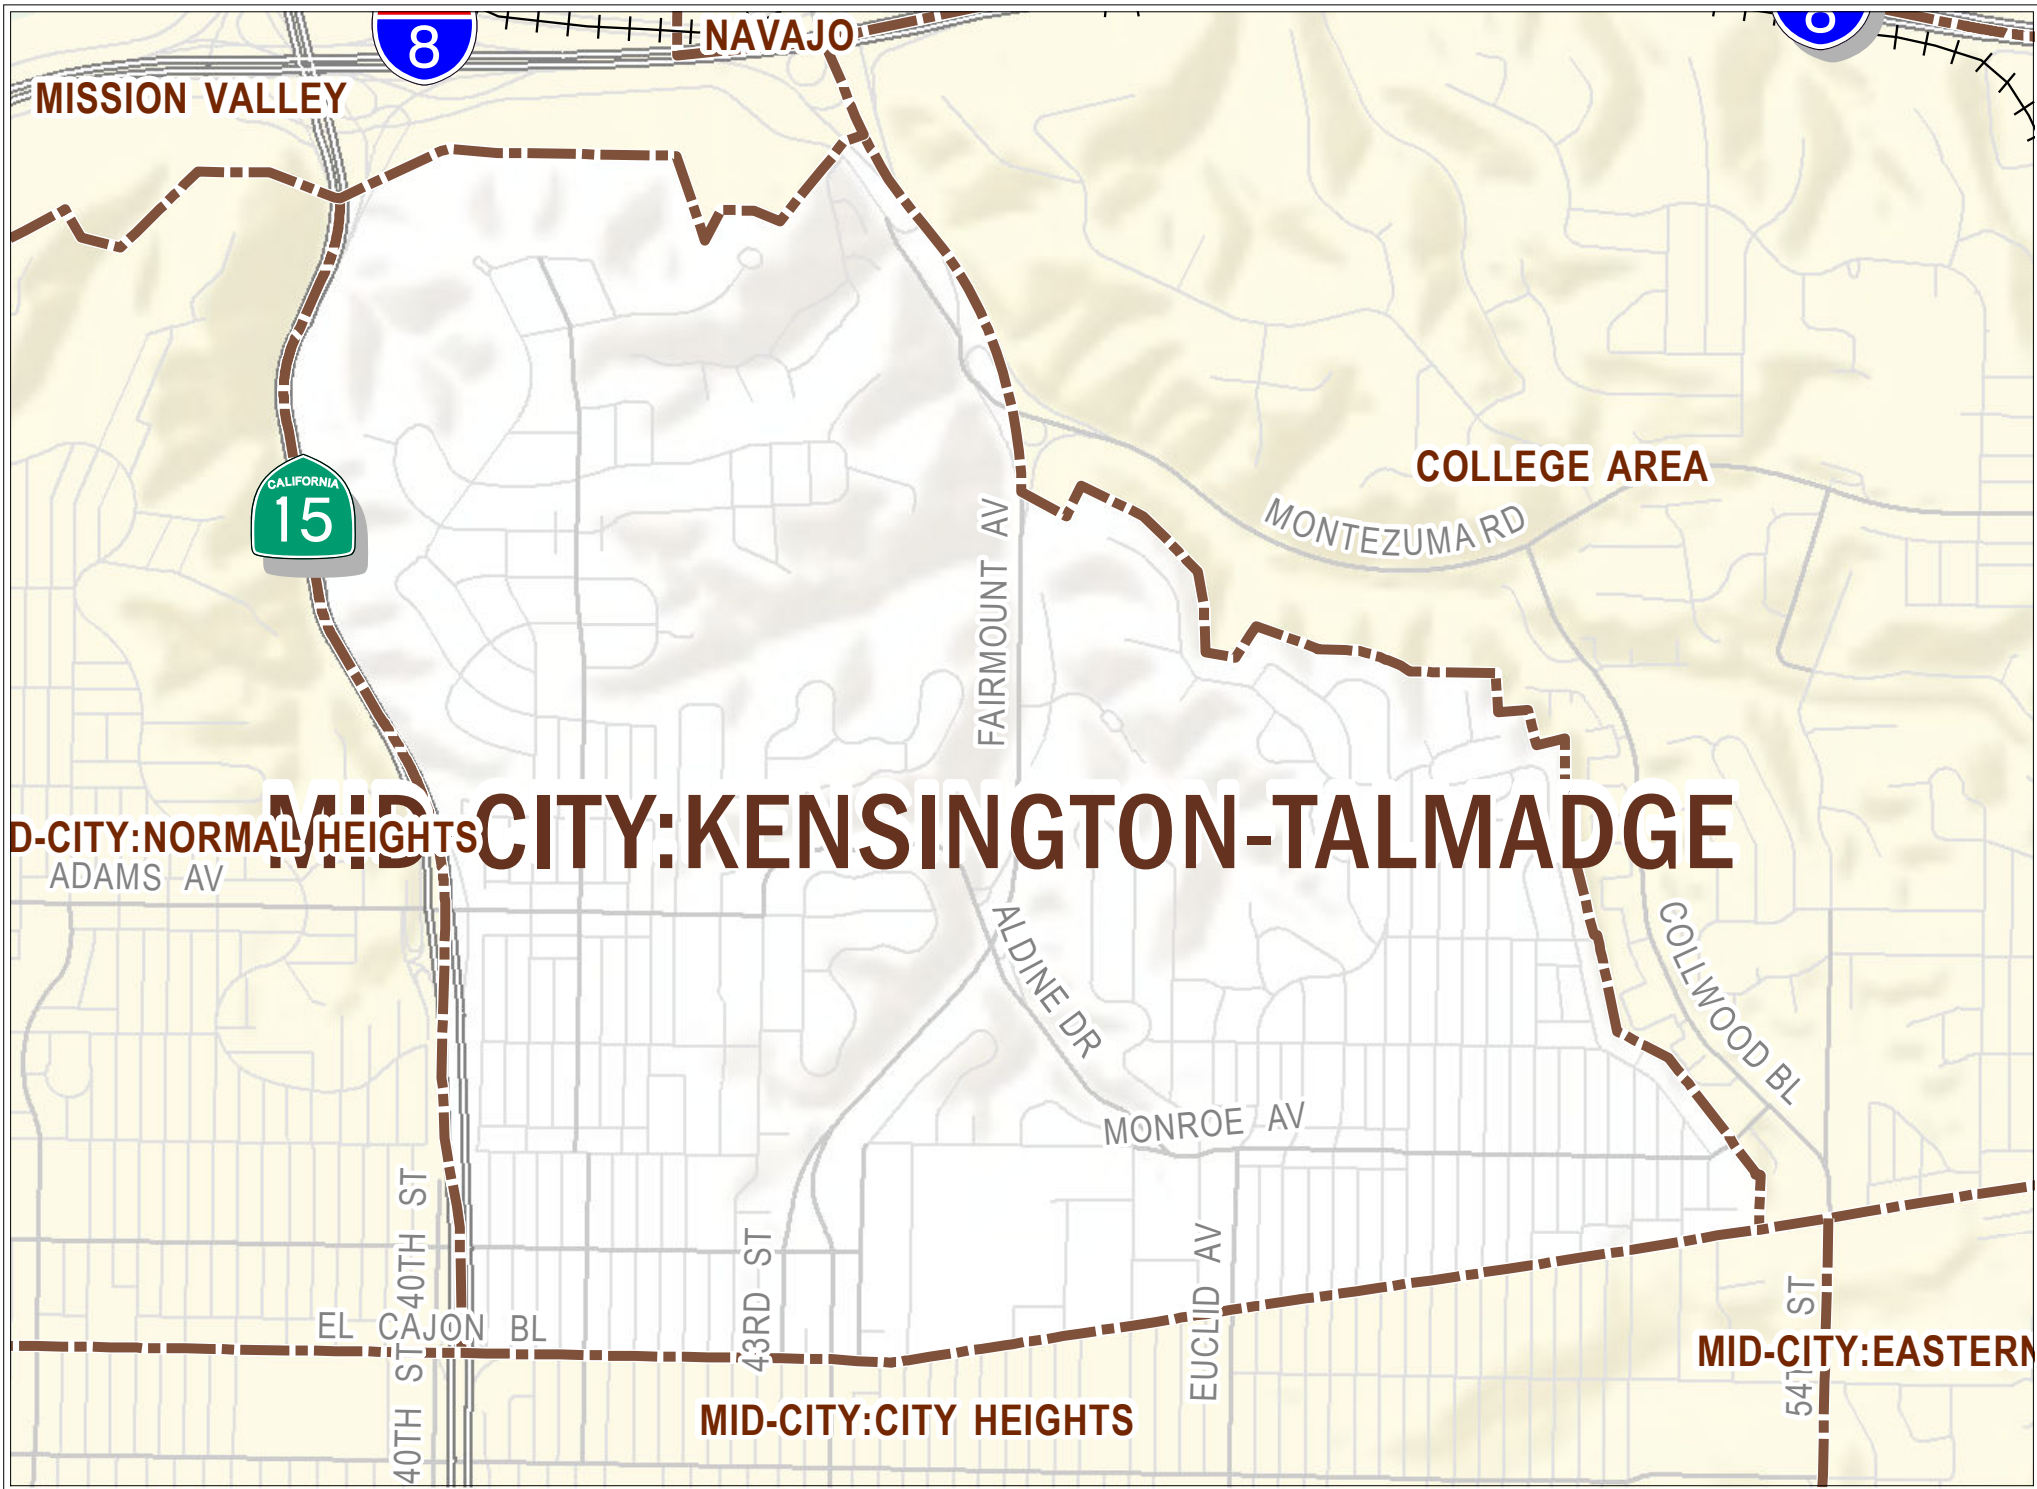 8
8
NAVAJO
MISSION VALLEY
COLLEGE AREA
CALIFORNIA
15
MONTEZUMA RD
FAIRMOUNT AV
MID-CITY:KENSINGTON-TALMADGE
D-CITY:NORMAL HEIGHTS
ADAMS AV
ALDINE DR
COLLWOOD BL
MONROE AV
40TH ST
40TH ST
43RD ST
EUCLID AV
EL CAJON BL
54TH ST
MID-CITY:EASTERN
MID-CITY:CITY HEIGHTS
40TH ST